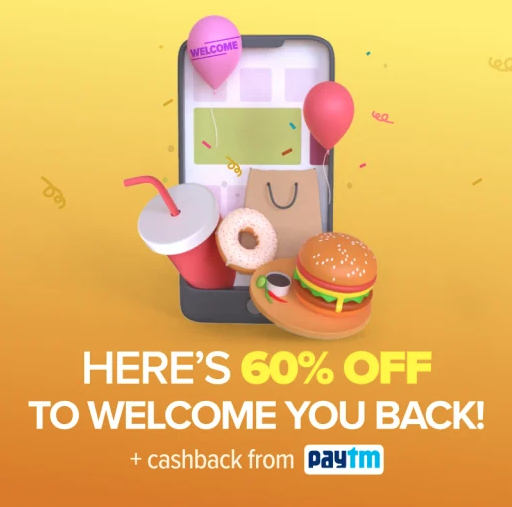 WELCOME
HERE'S 60% OFF
TO WELCOME YOU BACK!
+ cashback from paytm